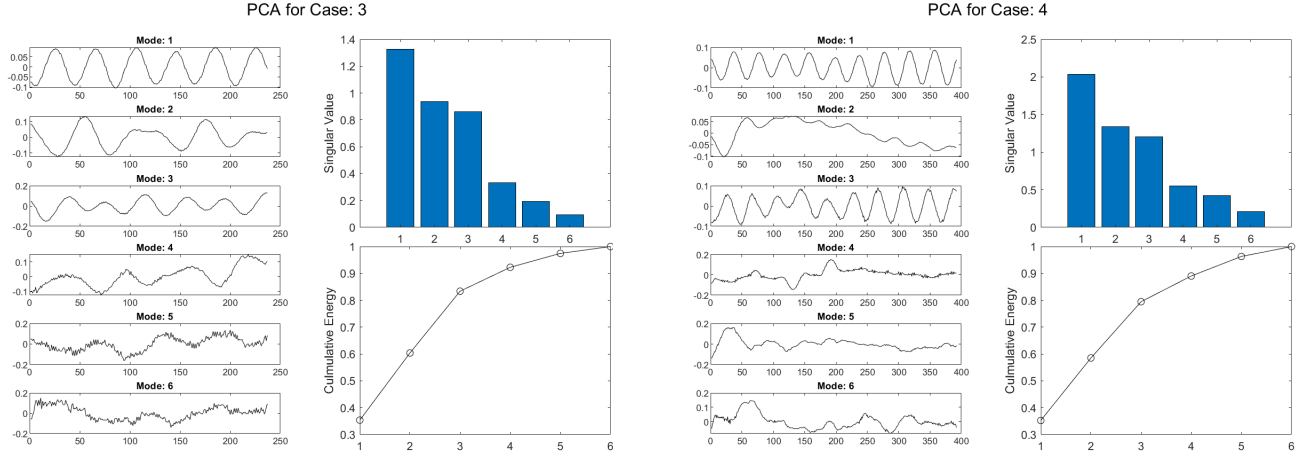 PCA for Case: 3
Mode: 1
0.05
0
-0.05
-0.1
0 50 100 150 200 250
Mode: 2
0.1
0
-0.1
0 50 100 150 200 250
Mode: 3
0.2
0
-0.2
0 50 100 150 200 250
Mode: 4
0.1
0
-0.1
0 50 100 150 200 250
Mode: 5
0.2
0
-0.2
0 50 100 150 200 250
Mode: 6
0.2
0
-0.2
0 50 100 150 200 250
Singular Value
1.4
1.2
1
0.8
0.6
0.4
0.2
0
1 2 3 4 5 6
Culmulative Energy
1
0.9
0.8
0.7
0.6
0.5
0.4
0.3
1 2 3 4 5 6
PCA for Case: 4
Mode: 1
0.1
0
-0.1
0 50 100 150 200 250 300 350 400
Mode: 2
0.05
0
-0.05
-0.1
0 50 100 150 200 250 300 350 400
Mode: 3
0.1
0
-0.1
0 50 100 150 200 250 300 350 400
Mode: 4
0.2
0
-0.2
0 50 100 150 200 250 300 350 400
Mode: 5
0.2
0
-0.2
0 50 100 150 200 250 300 350 400
Mode: 6
0.2
0.1
0
0 50 100 150 200 250 300 350 400
Singular Value
2.5
2
1.5
1
0.5
0
1 2 3 4 5 6
Culmulative Energy
1
0.9
0.8
0.7
0.6
0.5
0.4
0.3
1 2 3 4 5 6